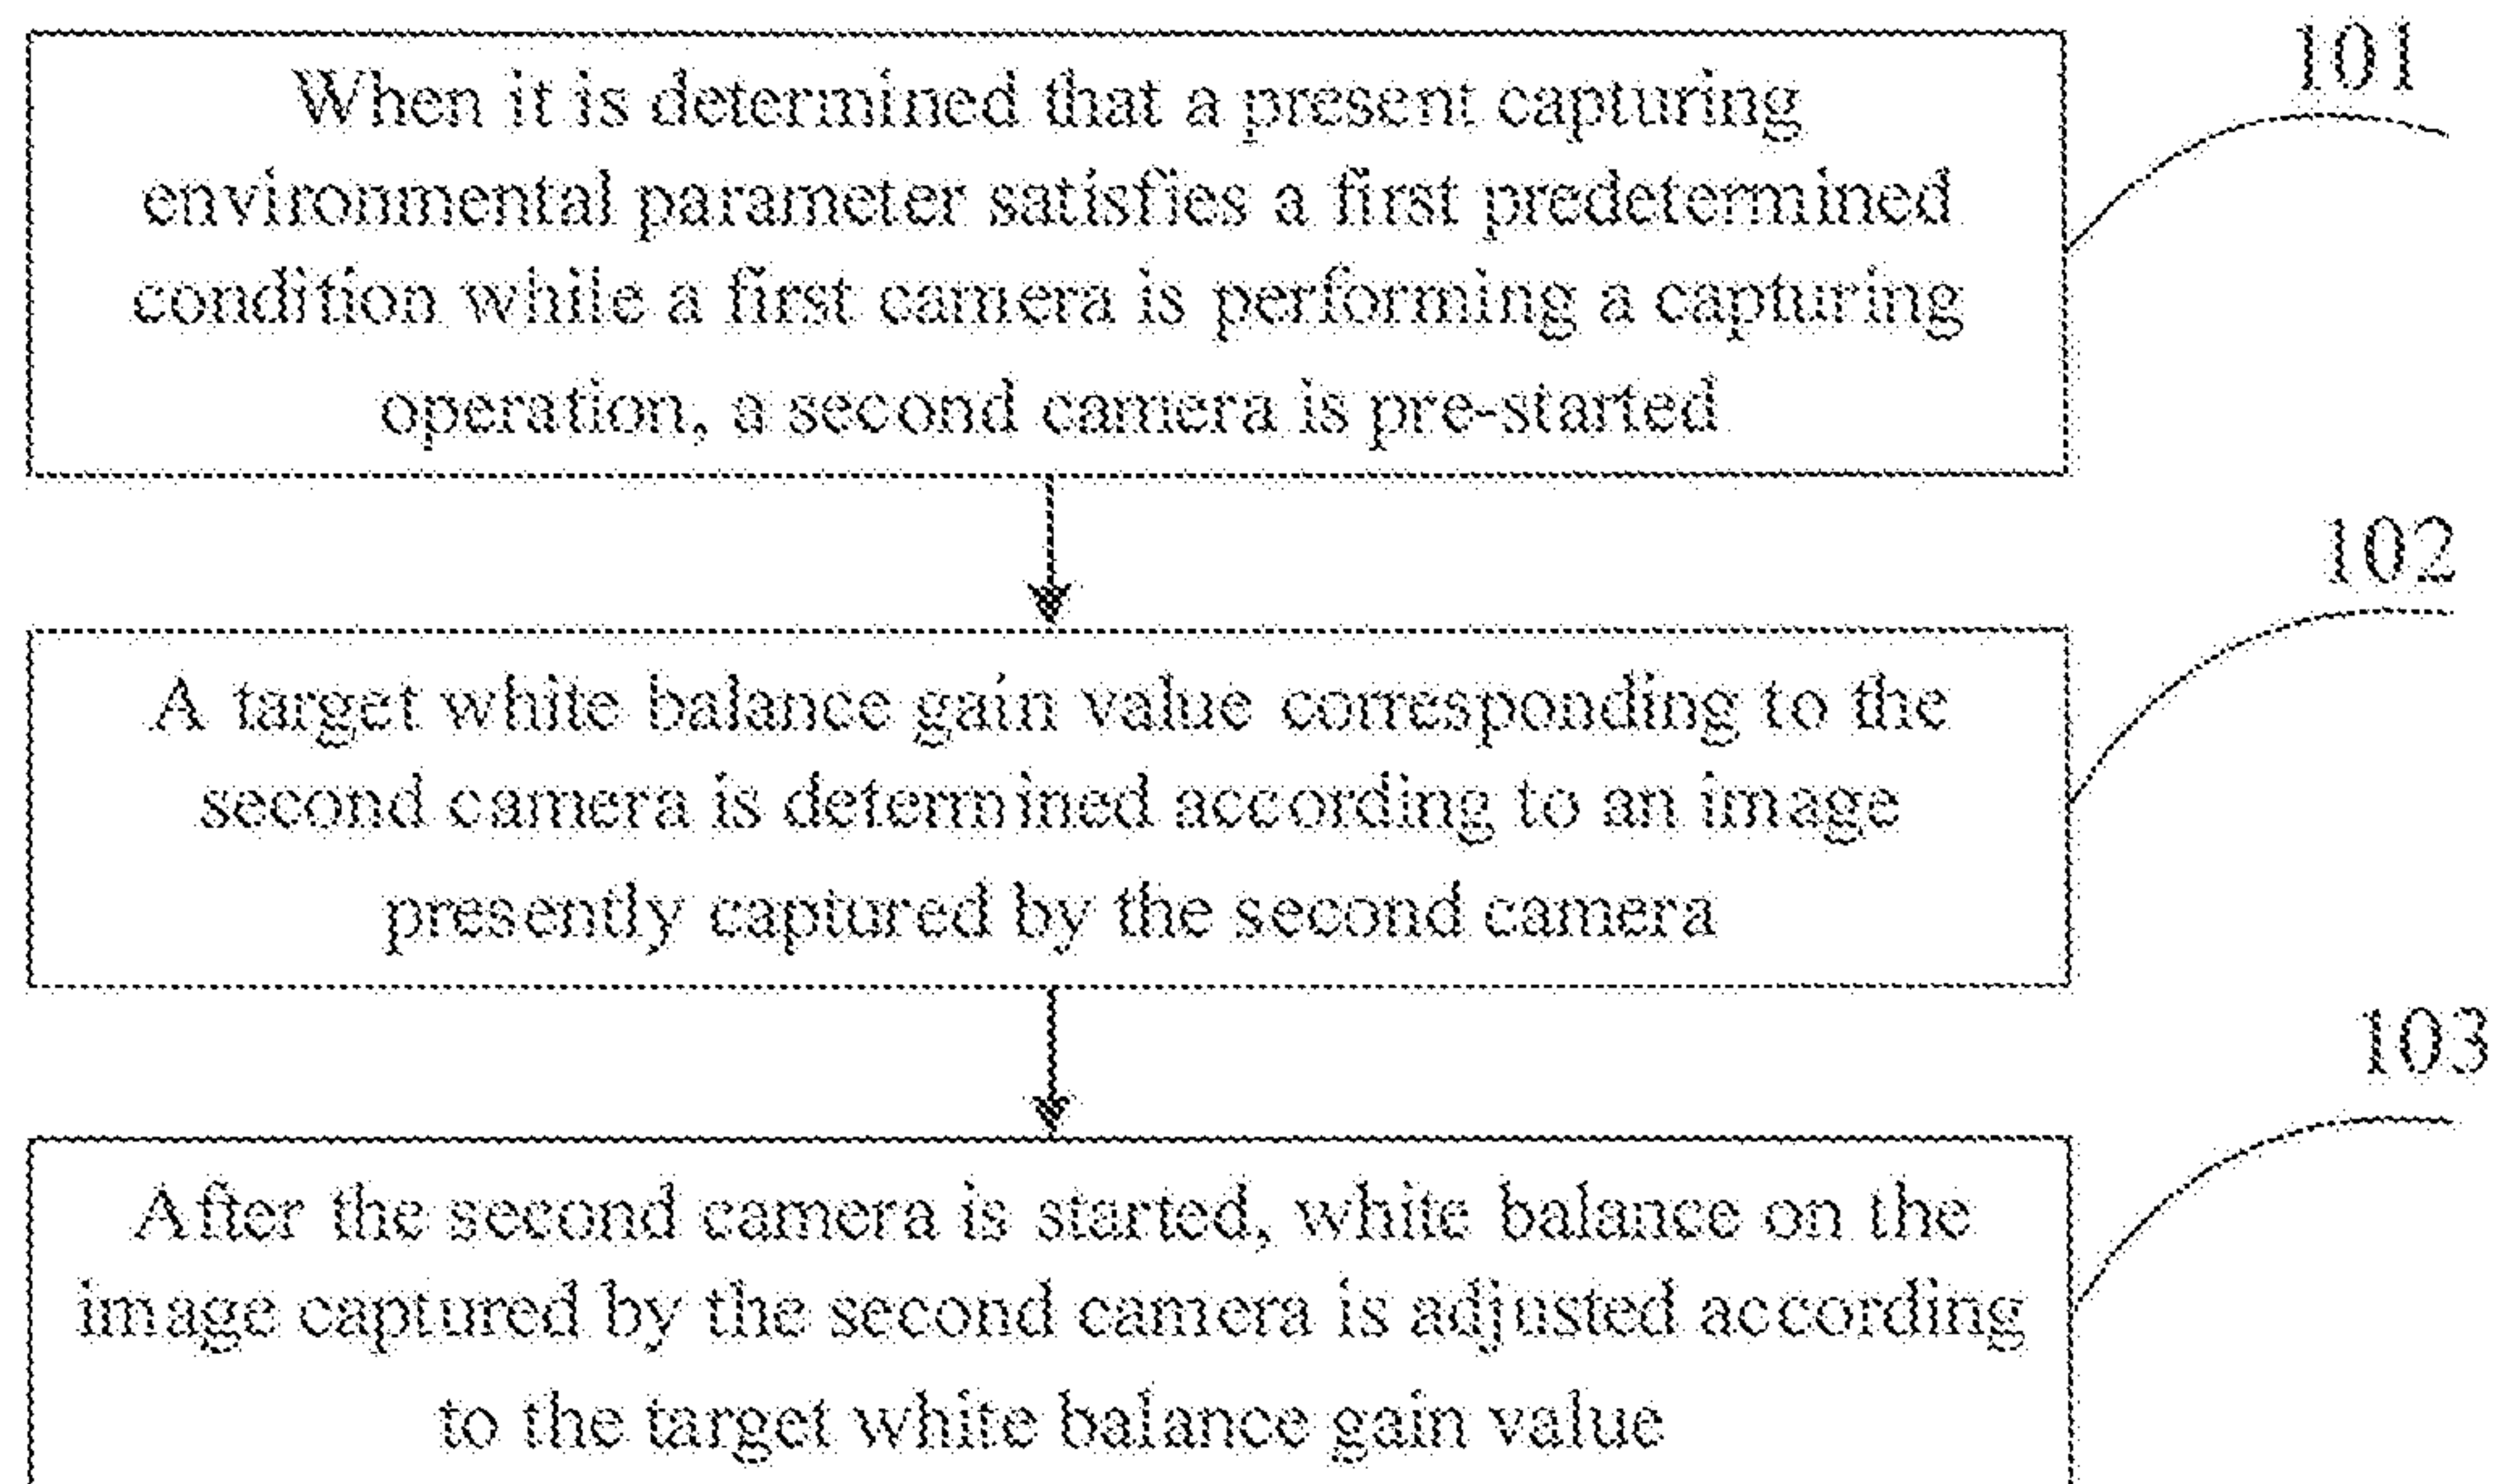 101
When it is determined that a present capturing
environmental parameter satisfies a first predetermined
condition while a first camera is performing a capturing
operation, a second camera is pre-started
102
A target white balance gain value corresponding to the
second camera is determined according to an image
presently captured by the second camera
103
After the second camera is started, white balance on the
image captured by the second camera is adjusted according
to the target white balance gain value